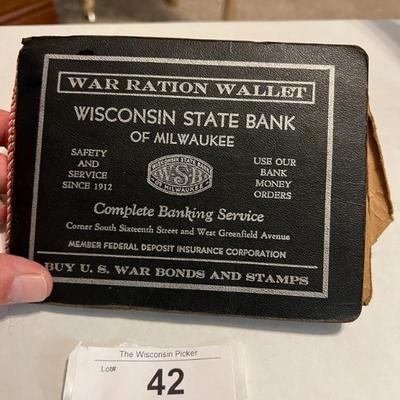 WAR RATION WALLET
WISCONSIN STATE BANK
OF MILWAUKEE
SAFETY
AND
SERVICE
SINCE 1912
WISCONSIN STATE BANK
W·S·B
OF MILWAUKEE
USE OUR
BANK
MONEY
ORDERS
Complete Banking Service
Corner South Sixteenth Street and West Greenfield Avenue
MEMBER FEDERAL DEPOSIT INSURANCE CORPORATION
BUY U. S. WAR BONDS AND STAMPS
The Wisconsin Picker
Lot#
42